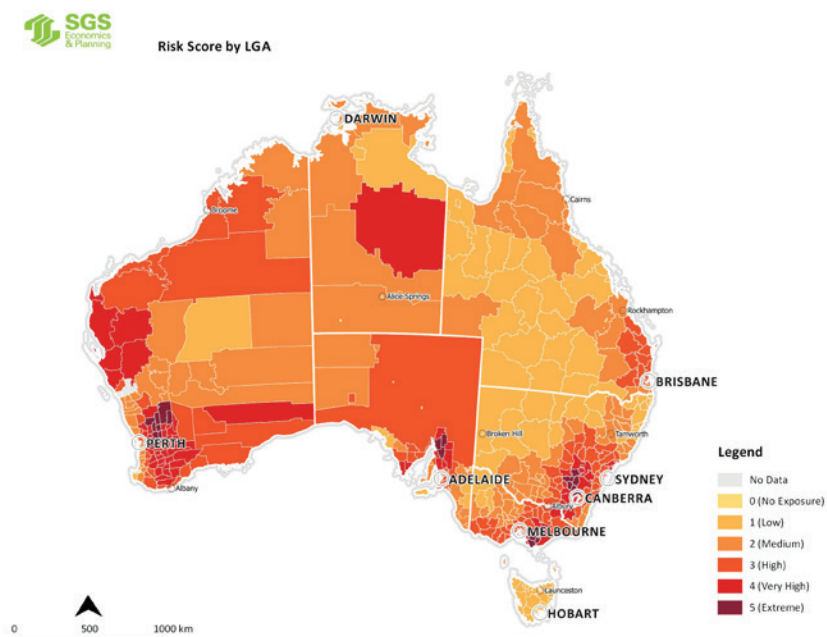 SGS
Economics
& Planning
Risk Score by LGA
DARWIN
Broome
Cairns
Alice Springs
Rockhampton
BRISBANE
PERTH
Broken Hill
Tamworth
Albany
ADELAIDE
SYDNEY
CANBERRA
Albury
MELBOURNE
Launceston
HOBART
Legend
No Data
0 (No Exposure)
1 (Low)
2 (Medium)
3 (High)
4 (Very High)
5 (Extreme)
0 500 1000 km